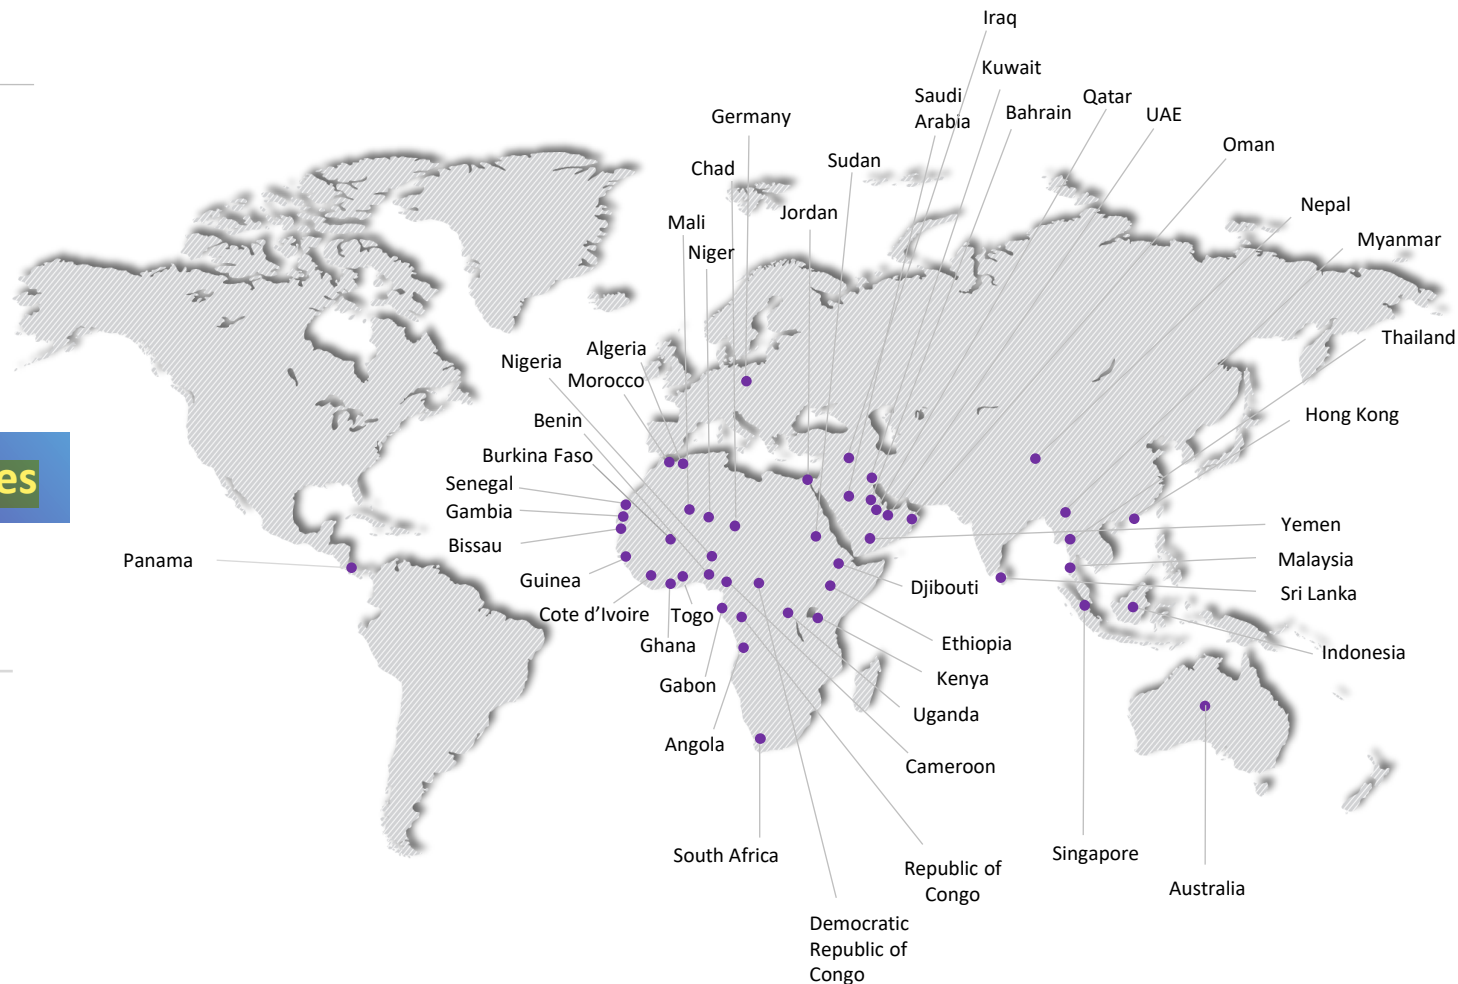 Iraq
Kuwait
Saudi
Arabia
Qatar
Bahrain
UAE
Germany
Oman
Sudan
Chad
Nepal
Jordan
Mali
Myanmar
Niger
Thailand
Algeria
Nigeria
Morocco
Hong Kong
Benin
Burkina Faso
es
Senegal
Gambia
Yemen
Bissau
Panama
Malaysia
Guinea
Djibouti
Sri Lanka
Cote d’Ivoire
Togo
Ghana
Ethiopia
Indonesia
Kenya
Gabon
Uganda
Angola
Cameroon
South Africa
Singapore
Republic of
Congo
Australia
Democratic
Republic of
Congo